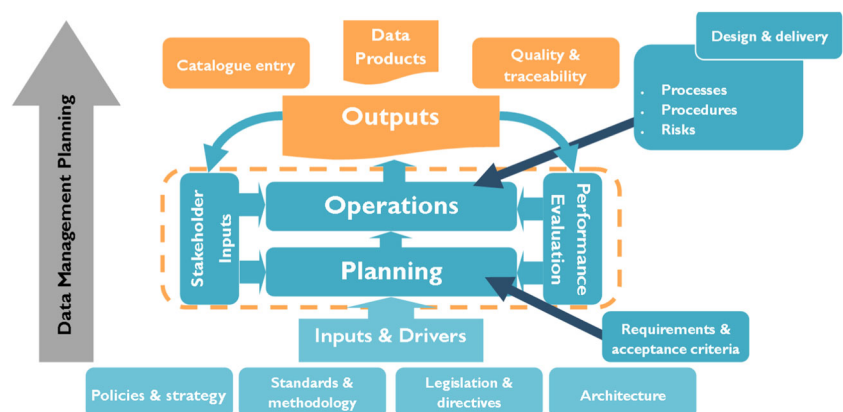 Data Management Planning
Catalogue entry
Data
Products
Quality &
traceability
Design & delivery
• Processes
• Procedures
• Risks
Outputs
Stakeholder
Inputs
Operations
Planning
Performance
Evaluation
Inputs & Drivers
Requirements &
acceptance criteria
Policies & strategy
Standards &
methodology
Legislation &
directives
Architecture